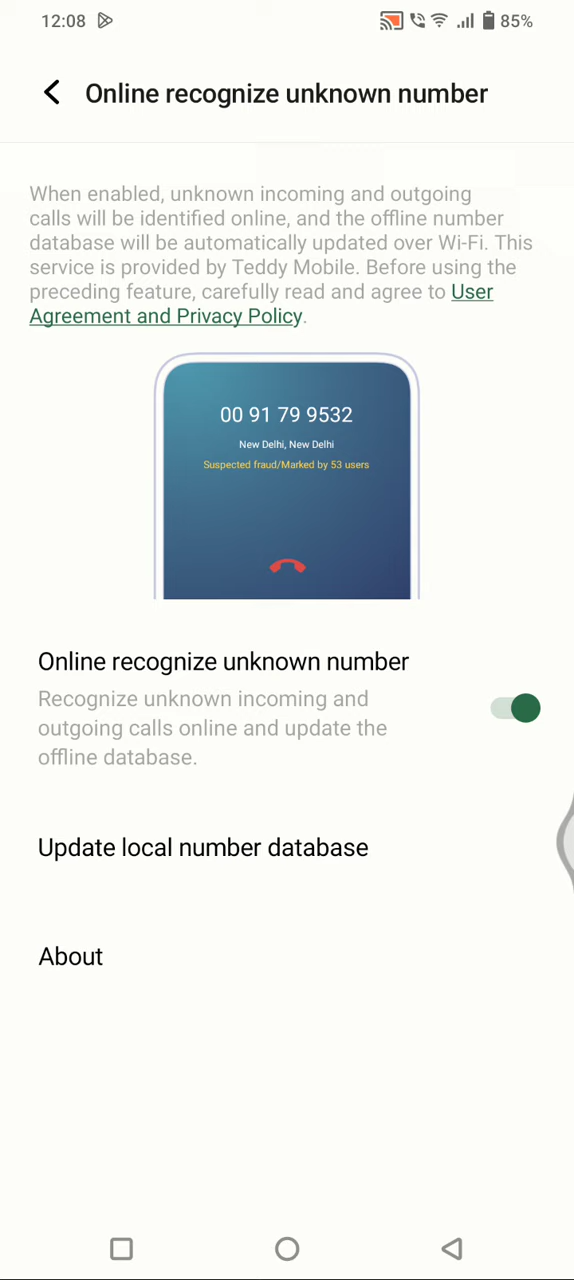 12:08
85%
Online recognize unknown number
When enabled, unknown incoming and outgoing
calls will be identified online, and the offline number
database will be automatically updated over Wi-Fi. This
service is provided by Teddy Mobile. Before using the
preceding feature, carefully read and agree to User
Agreement and Privacy Policy.
00 91 79 9532
New Delhi, New Delhi
Suspected fraud/Marked by 53 users
Online recognize unknown number
Recognize unknown incoming and
outgoing calls online and update the
offline database.
Update local number database
About